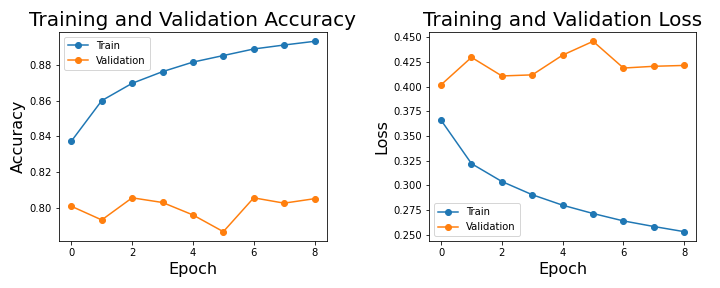 Training and Validation Accuracy
Train
Validation
0.88
0.86
0.84
0.82
0.80
Accuracy
0 2 4 6 8
Epoch
Training and Validation Loss
0.450
0.425
0.400
0.375
0.350
0.325
0.300
0.275
0.250
Loss
Train
Validation
0 2 4 6 8
Epoch